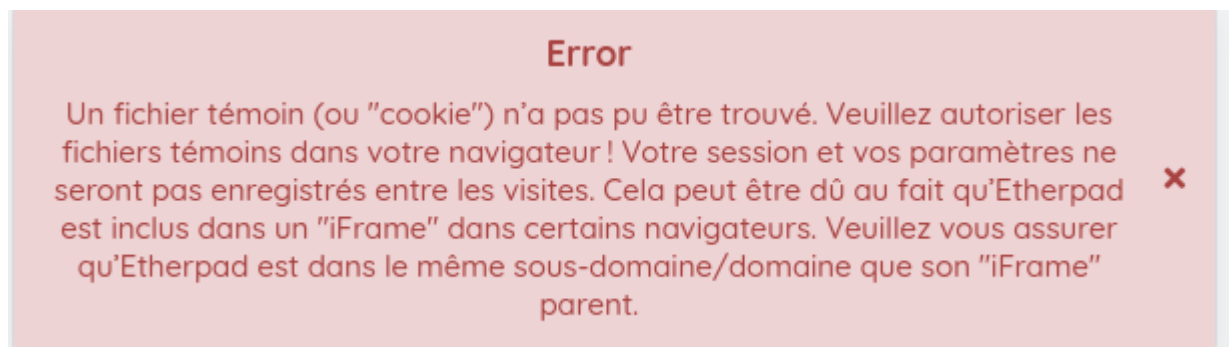 Error
Un fichier témoin (ou "cookie") n’a pas pu être trouvé. Veuillez autoriser les
fichiers témoins dans votre navigateur ! Votre session et vos paramètres ne
seront pas enregistrés entre les visites. Cela peut être dû au fait qu’Etherpad
est inclus dans un "iFrame" dans certains navigateurs. Veuillez vous assurer
qu’Etherpad est dans le même sous-domaine/domaine que son "iFrame"
parent.